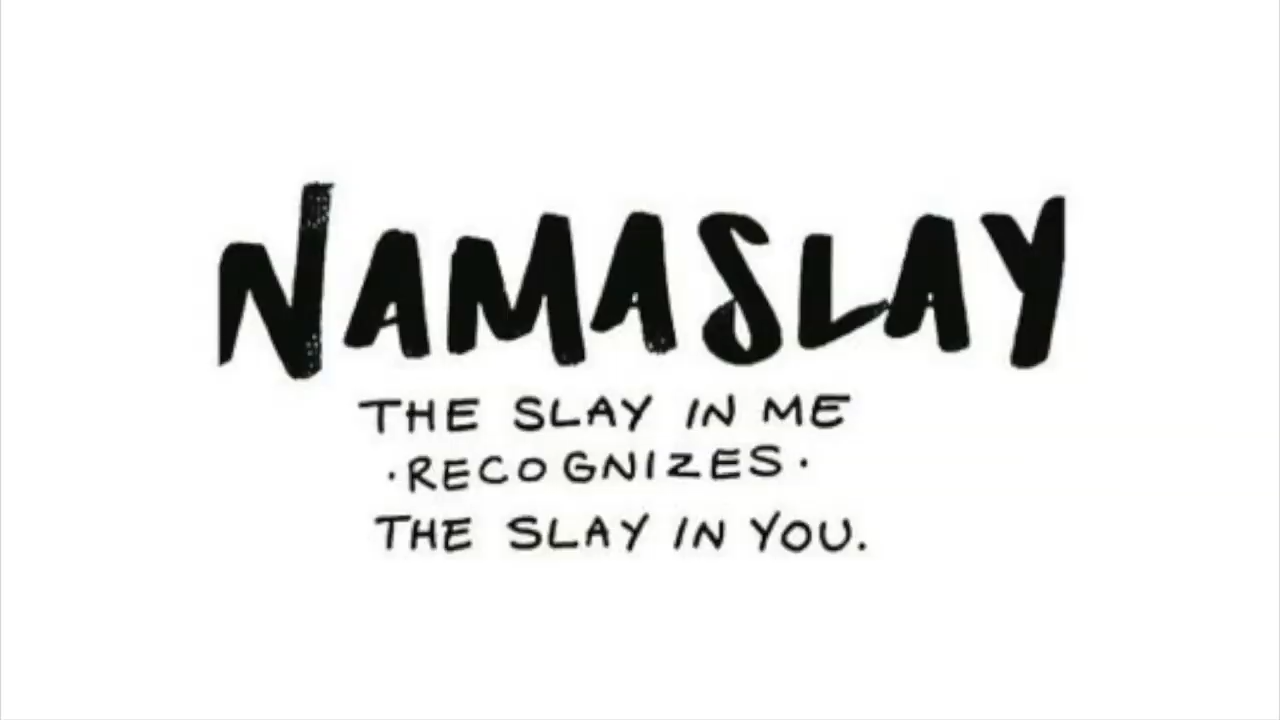 NAMASLAY
THE SLAY IN ME
·RECOGNIZES·
THE SLAY IN YOU.